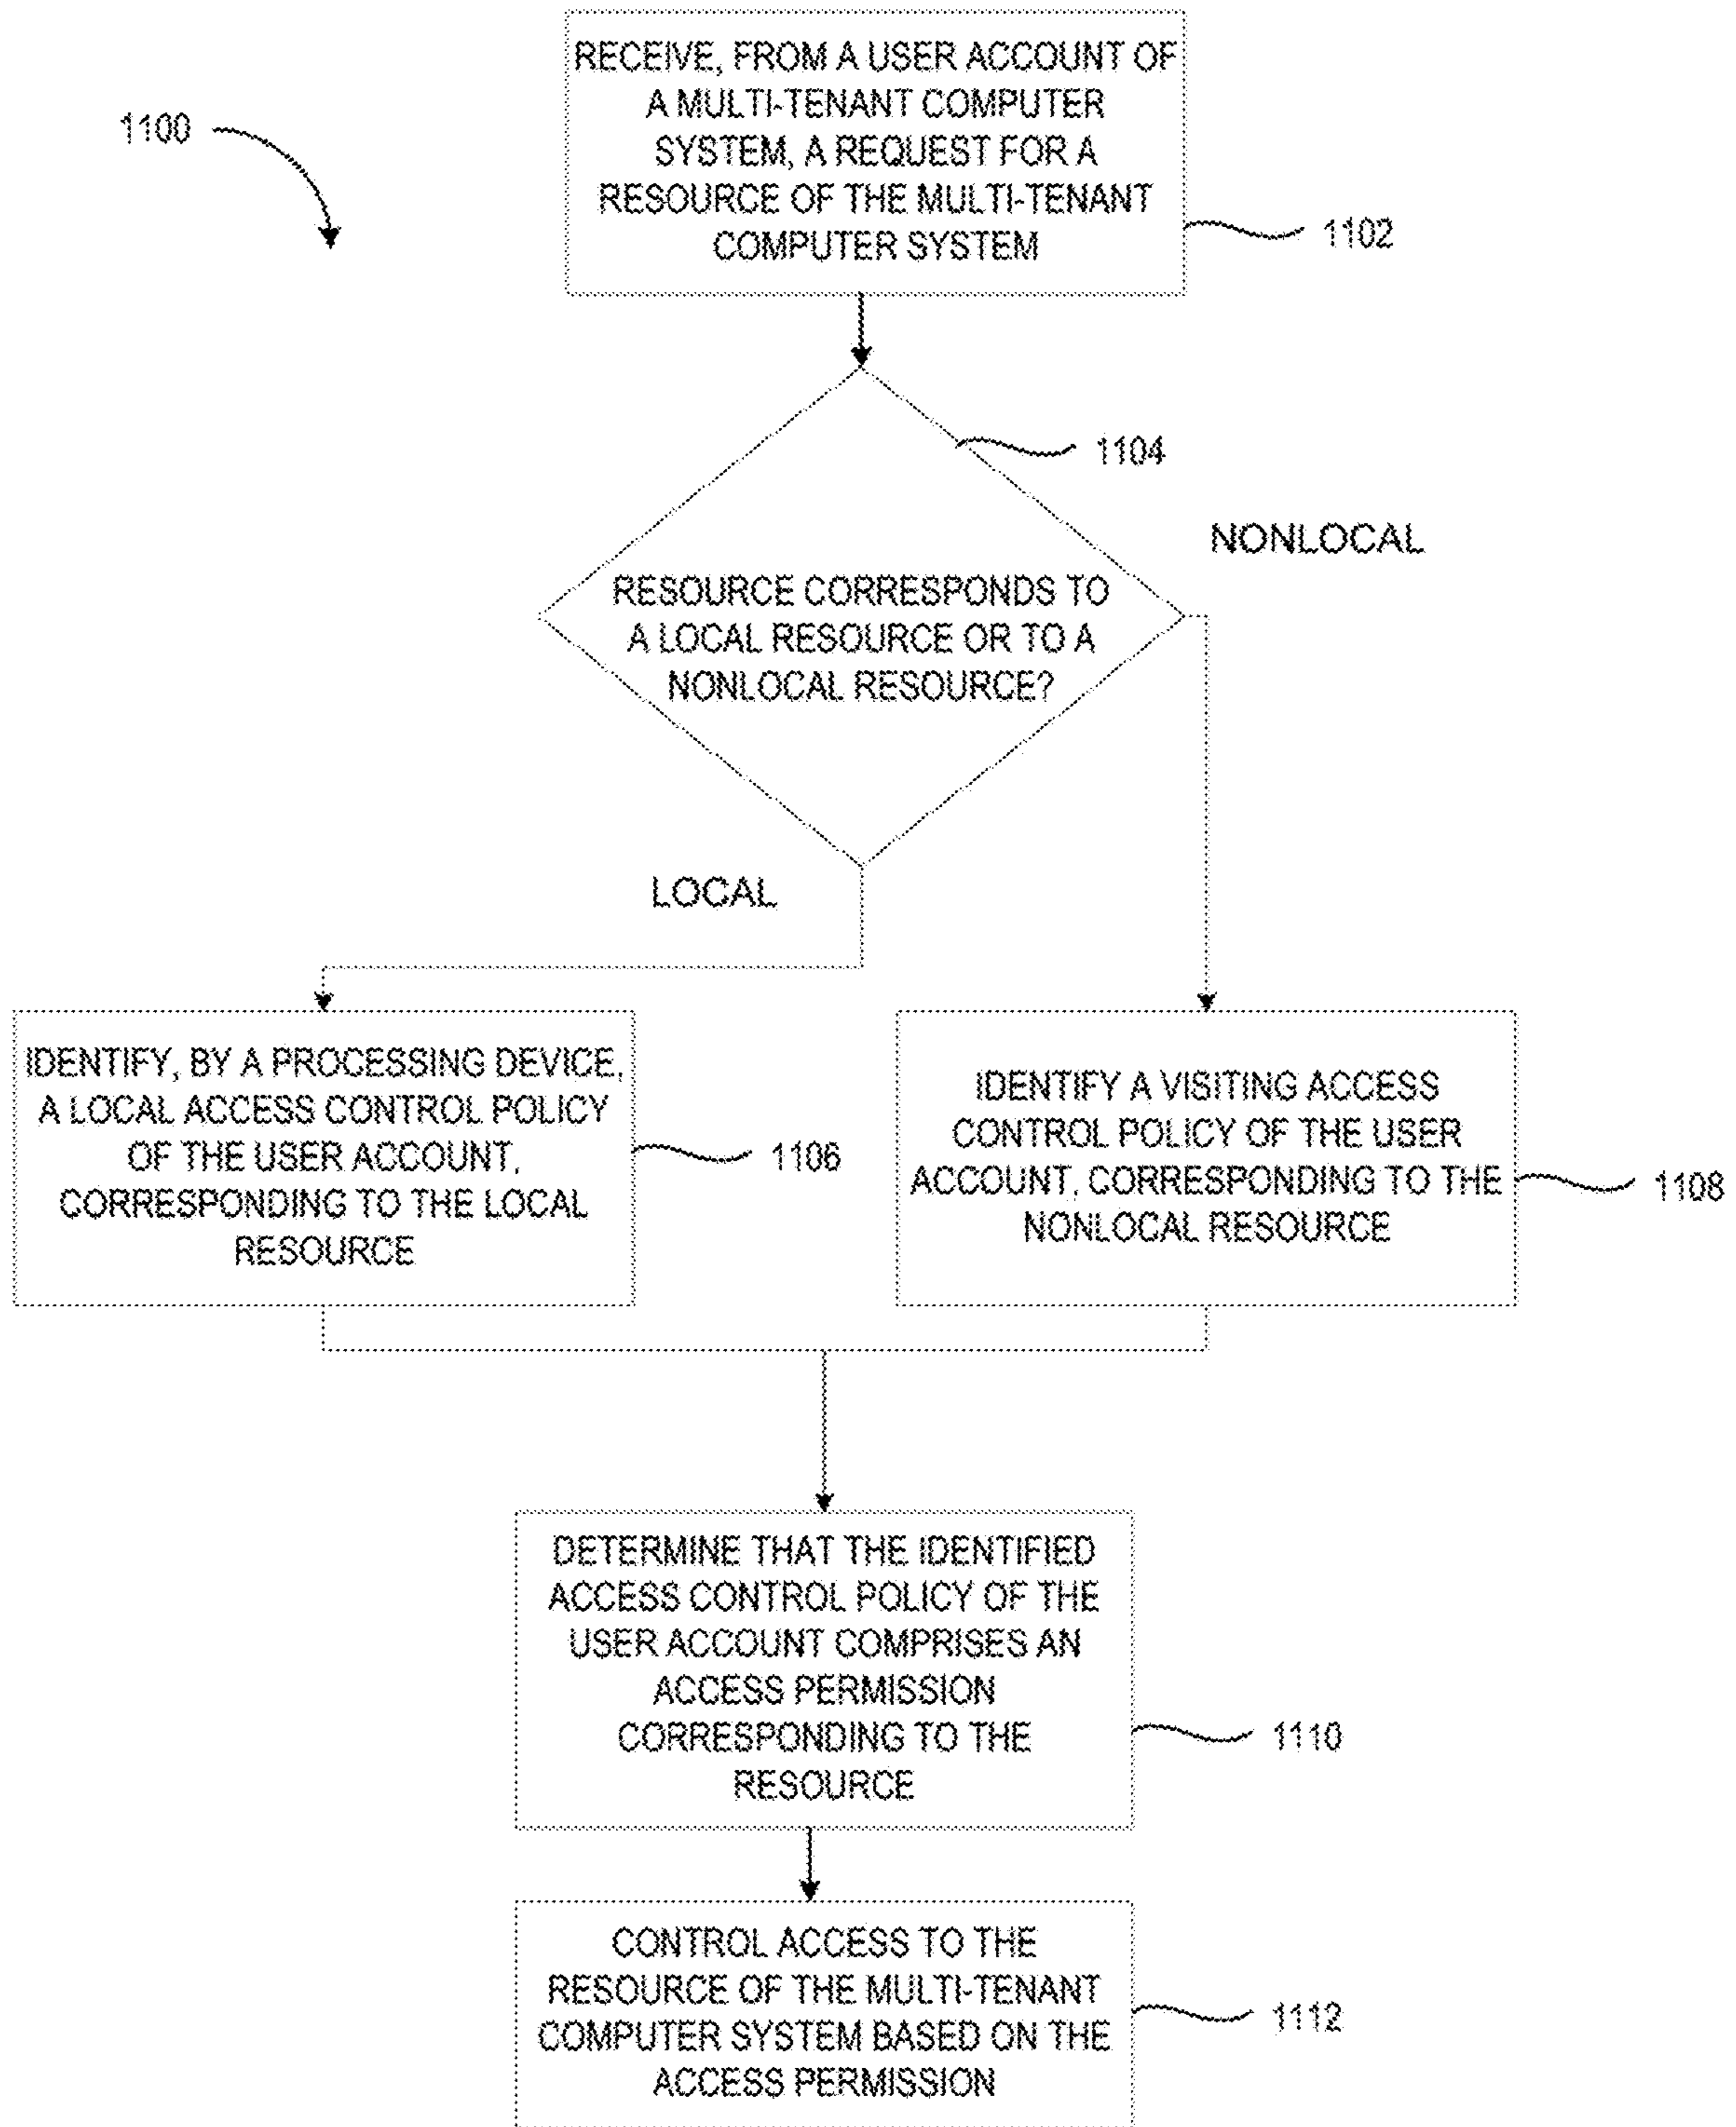 1100
RECEIVE, FROM A USER ACCOUNT OF
A MULTI-TENANT COMPUTER
SYSTEM, A REQUEST FOR A
RESOURCE OF THE MULTI-TENANT
COMPUTER SYSTEM
1102
1104
NONLOCAL
RESOURCE CORRESPONDS TO
A LOCAL RESOURCE OR TO A
NONLOCAL RESOURCE?
LOCAL
IDENTIFY, BY A PROCESSING DEVICE,
A LOCAL ACCESS CONTROL POLICY
OF THE USER ACCOUNT,
CORRESPONDING TO THE LOCAL
RESOURCE
1106
IDENTIFY A VISITING ACCESS
CONTROL POLICY OF THE USER
ACCOUNT, CORRESPONDING TO THE
NONLOCAL RESOURCE
1108
DETERMINE THAT THE IDENTIFIED
ACCESS CONTROL POLICY OF THE
USER ACCOUNT COMPRISES AN
ACCESS PERMISSION
CORRESPONDING TO THE
RESOURCE
1110
CONTROL ACCESS TO THE
RESOURCE OF THE MULTI-TENANT
COMPUTER SYSTEM BASED ON THE
ACCESS PERMISSION
1112